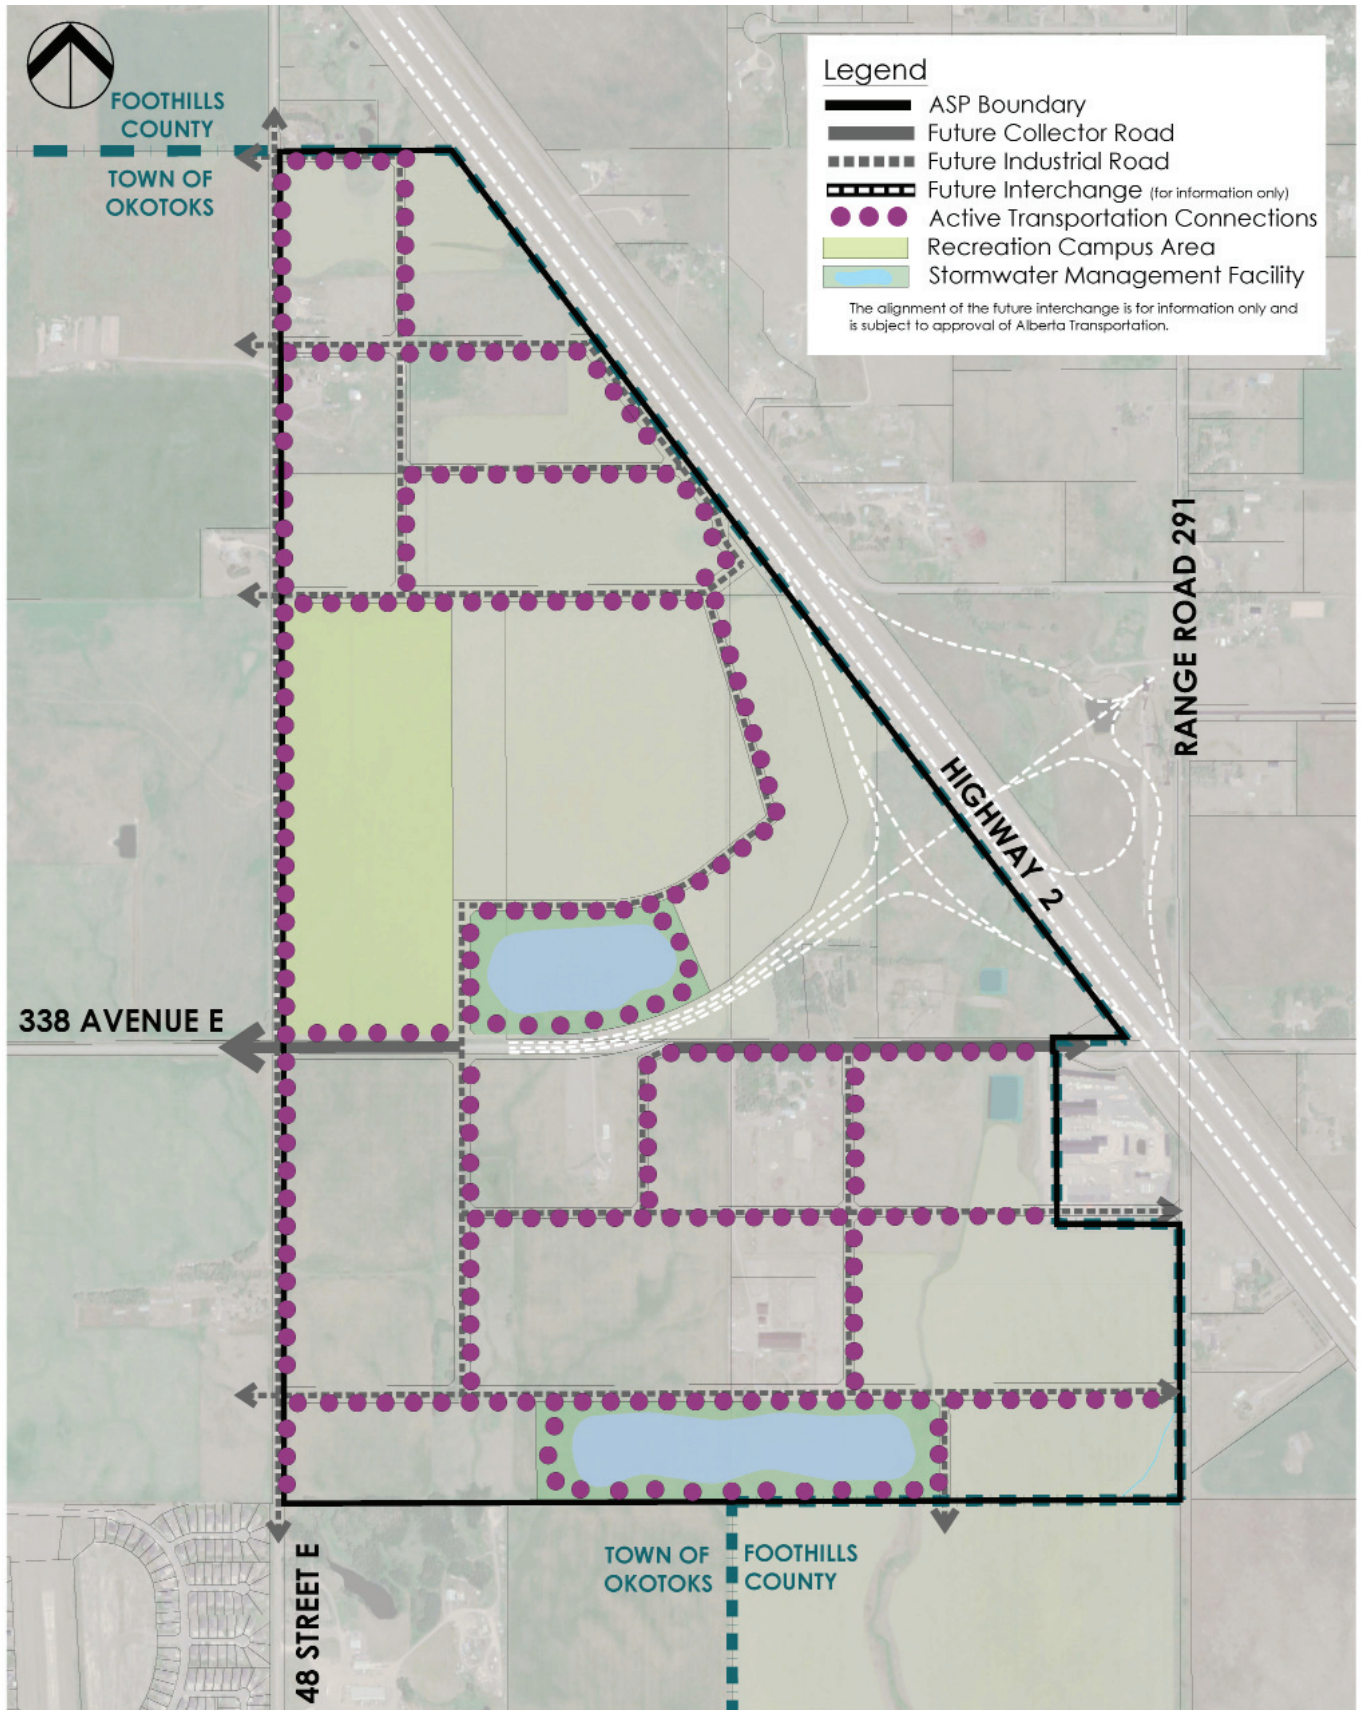 FOOTHILLS
COUNTY
TOWN OF
OKOTOKS
Legend
ASP Boundary
Future Collector Road
Future Industrial Road
Future Interchange (for information only)
Active Transportation Connections
Recreation Campus Area
Stormwater Management Facility
The alignment of the future interchange is for information only and
is subject to approval of Alberta Transportation.
RANGE ROAD 291
HIGHWAY 2
338 AVENUE E
48 STREET E
TOWN OF
OKOTOKS
FOOTHILLS
COUNTY